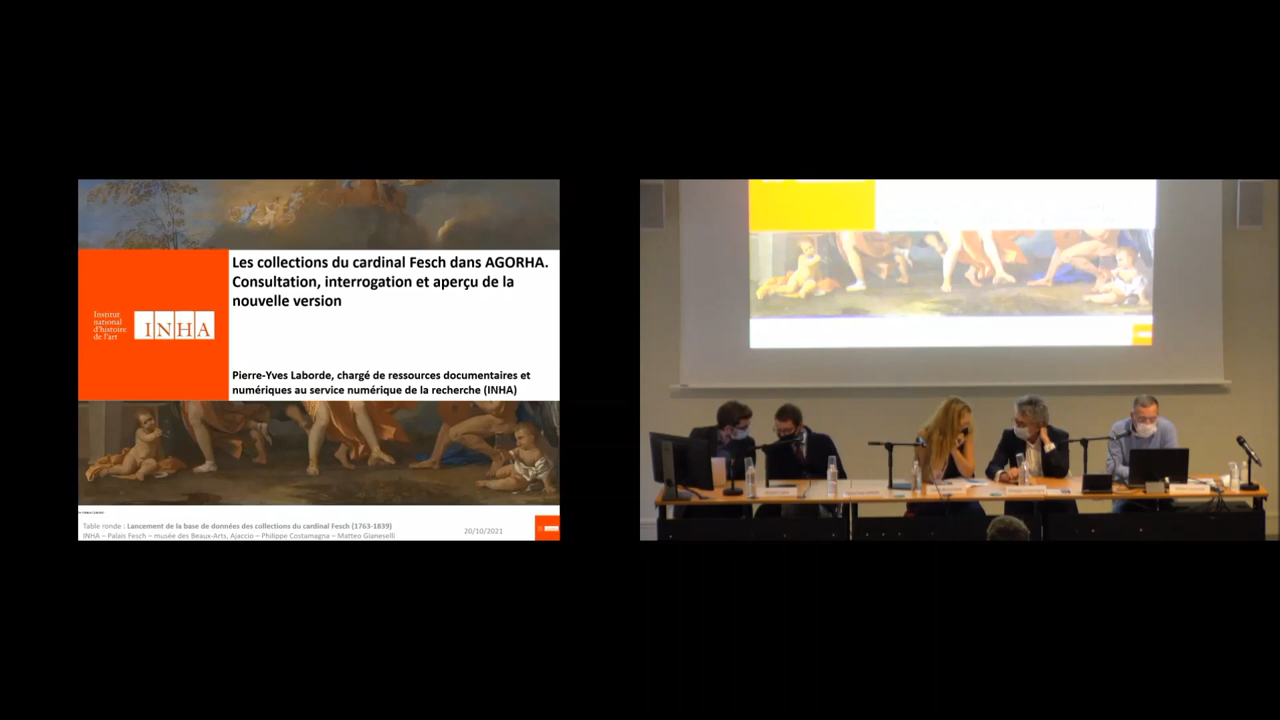 Les collections du cardinal Fesch dans AGORHA.
Consultation, interrogation et aperçu de la
nouvelle version
Institut
national
d'histoire
de l'art
INHA
Pierre-Yves Laborde, chargé de ressources documentaires et
numériques au service numérique de la recherche (INHA)
Table ronde : Lancement de la base de données des collections du cardinal Fesch (1763-1839)
INHA – Palais Fesch – musée des Beaux-Arts, Ajaccio – Philippe Costamagna – Matteo Gianeselli
20/10/2021